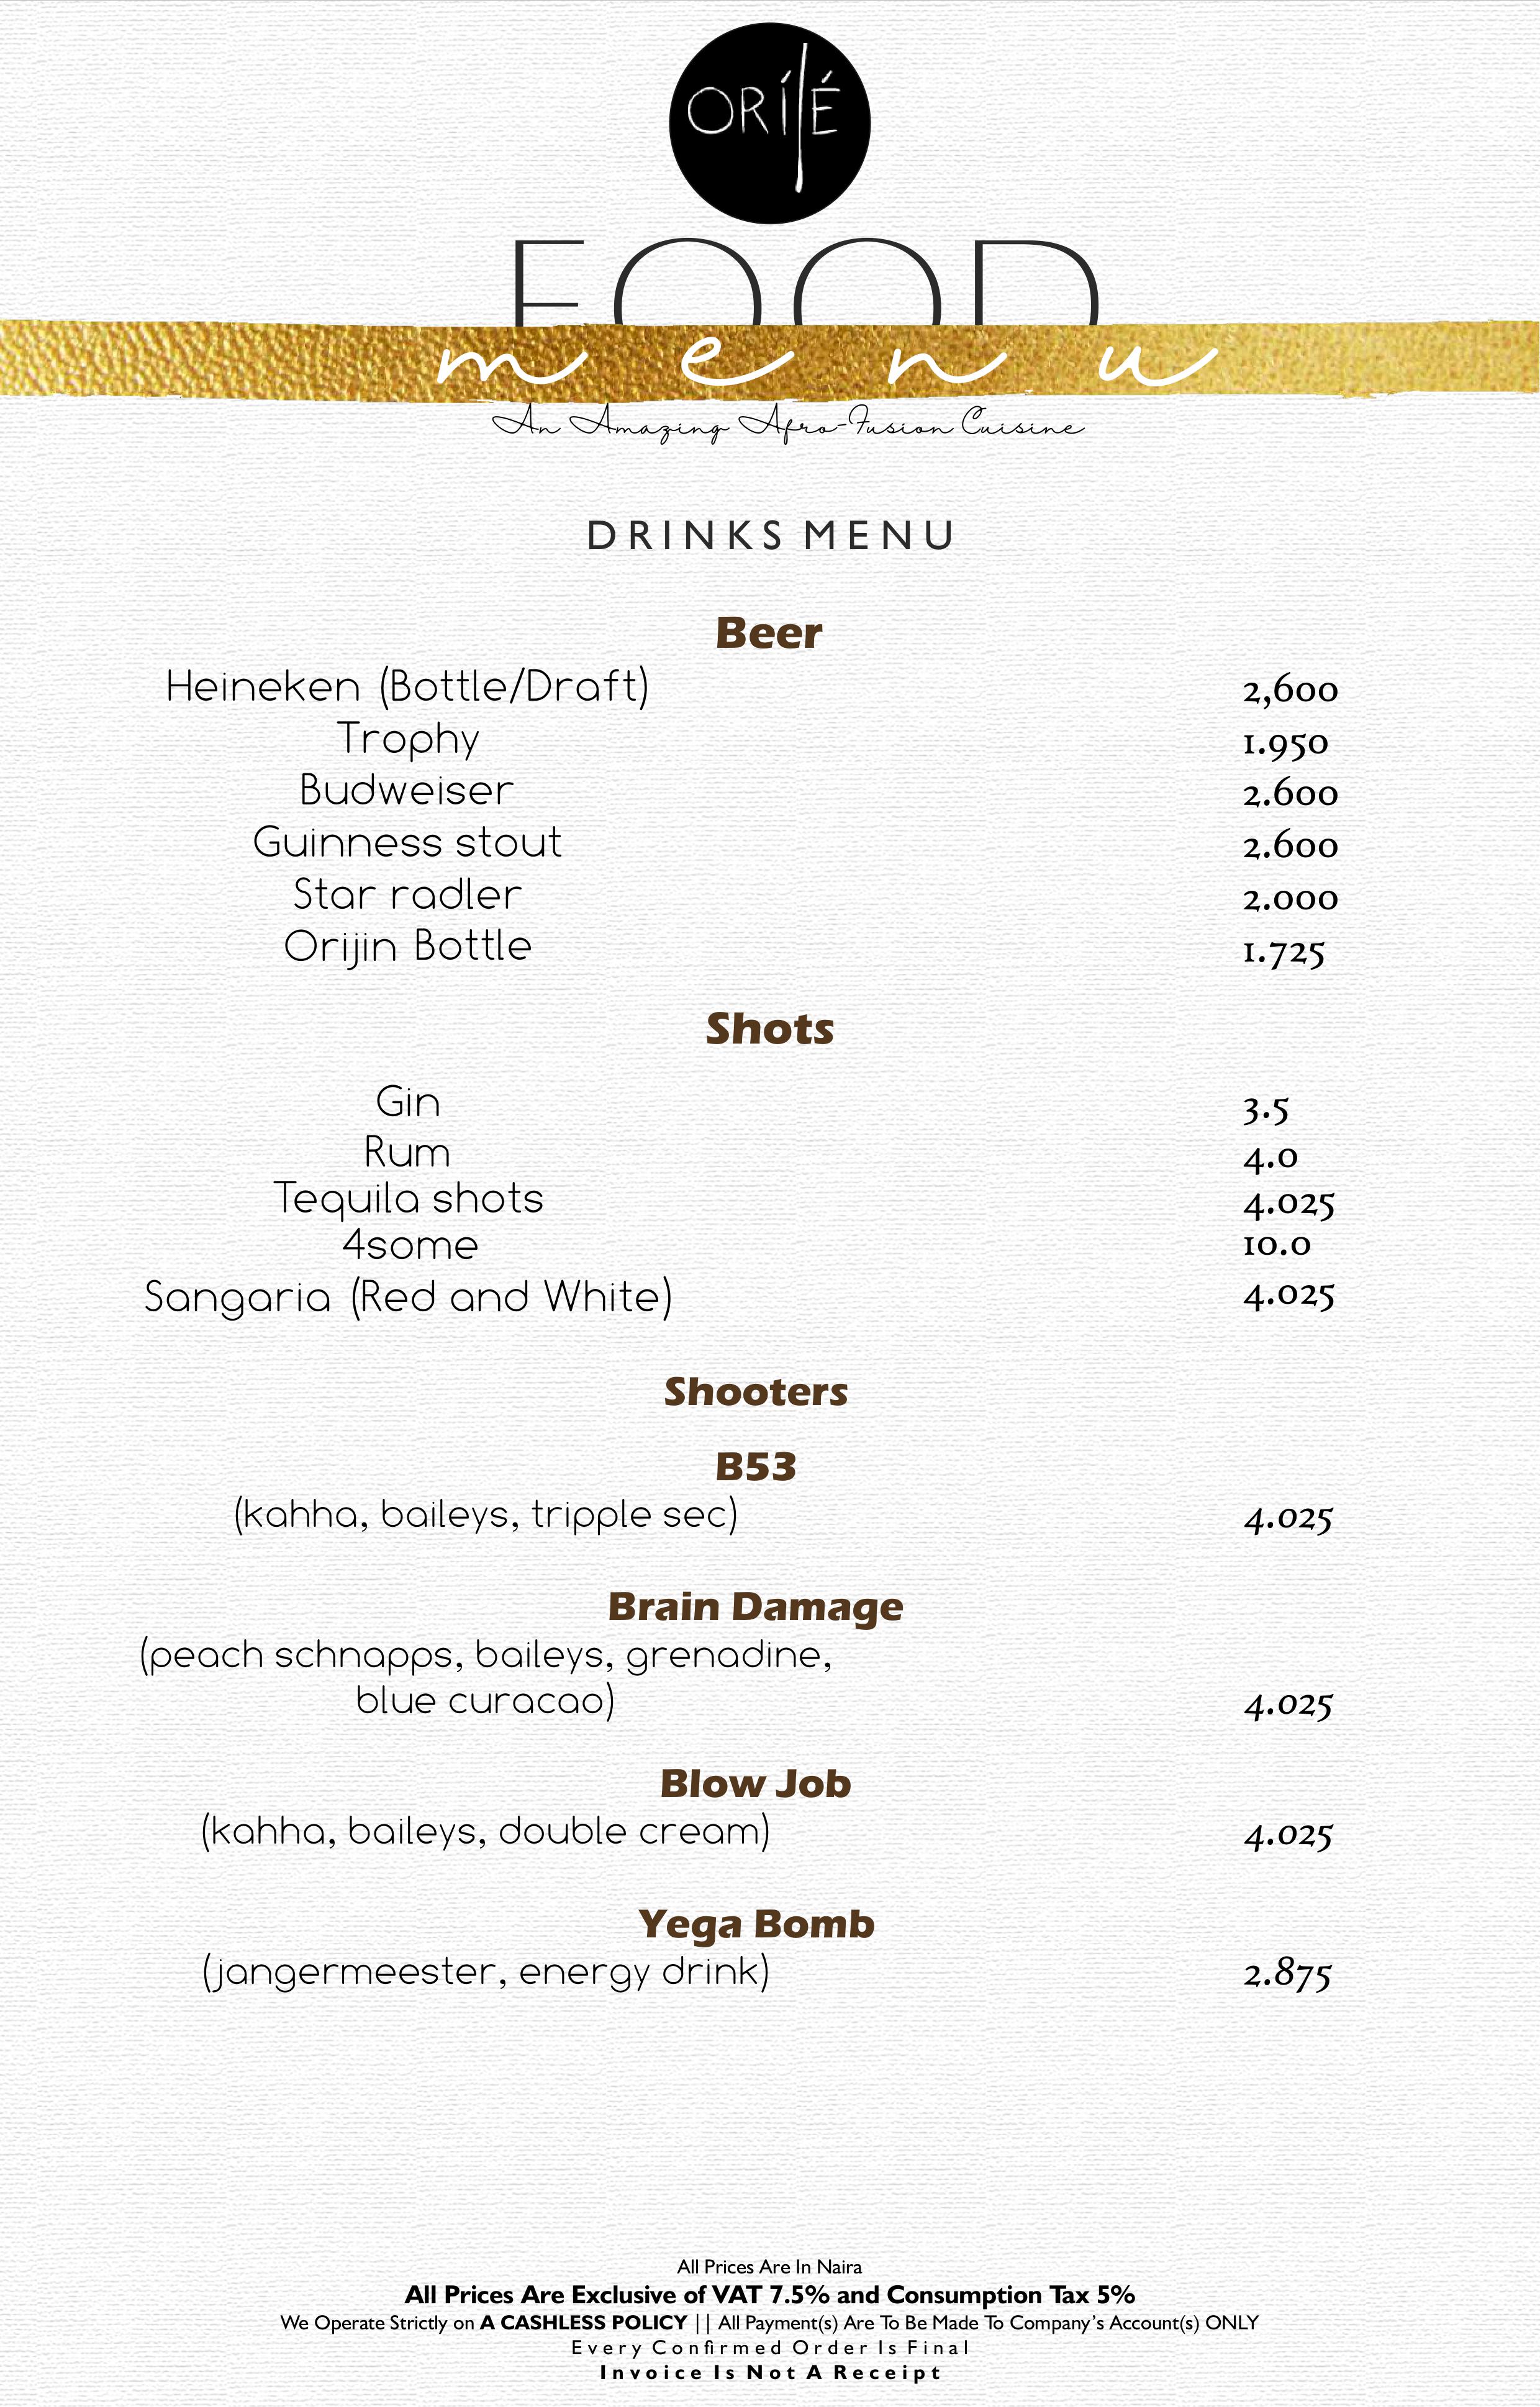 ORÍLÉ
FOOD
menu
An Amazing Afro-Fusion Cuisine
DRINKS MENU
Beer
Heineken (Bottle/Draft) 2,600
Trophy 1.950
Budweiser 2.600
Guinness stout 2.600
Star radler 2.000
Orijin Bottle 1.725
Shots
Gin 3.5
Rum 4.0
Tequila shots 4.025
4some 10.0
Sangaria (Red and White) 4.025
Shooters
B53
(kahha, baileys, tripple sec) 4.025
Brain Damage
(peach schnapps, baileys, grenadine,
blue curacao) 4.025
Blow Job
(kahha, baileys, double cream) 4.025
Yega Bomb
(jangermeester, energy drink) 2.875
All Prices Are In Naira
All Prices Are Exclusive of VAT 7.5% and Consumption Tax 5%
We Operate Strictly on A CASHLESS POLICY || All Payment(s) Are To Be Made To Company's Account(s) ONLY
Every Confirmed Order Is Final
Invoice Is Not A Receipt